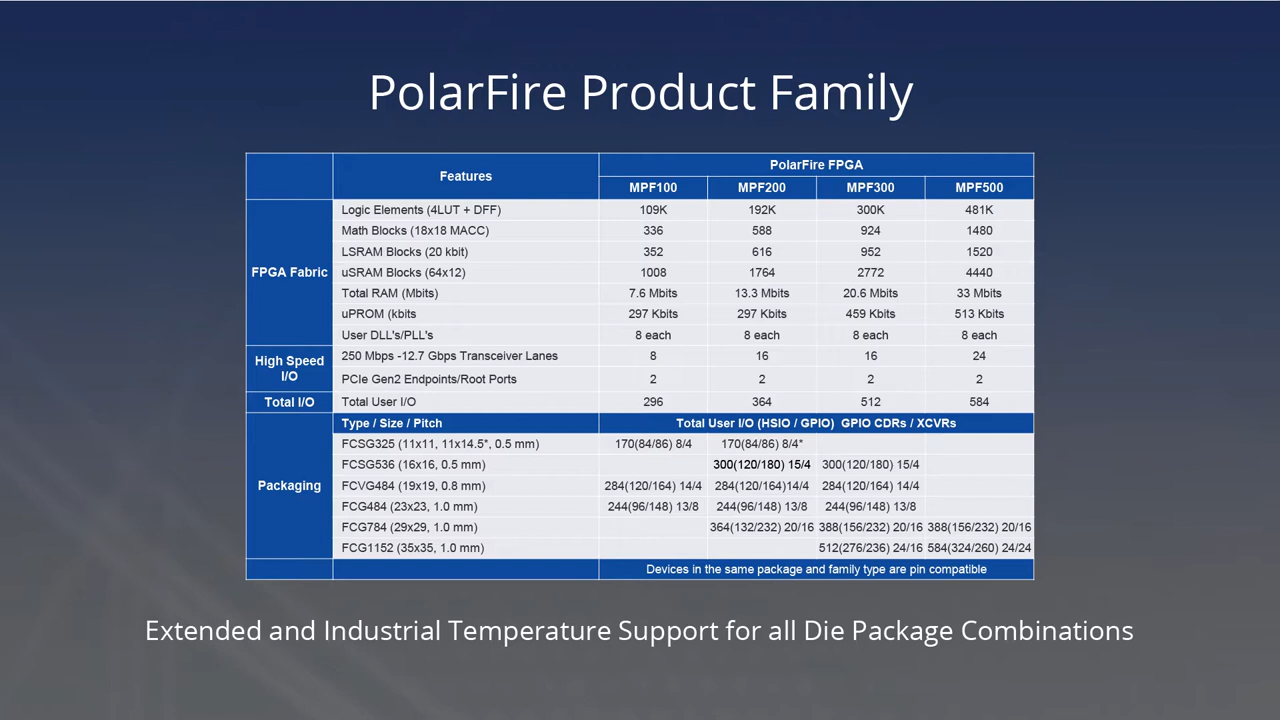 PolarFire Product Family
Features
PolarFire FPGA
MPF100 MPF200 MPF300 MPF500
FPGA Fabric
Logic Elements (4LUT + DFF) 109K 192K 300K 481K
Math Blocks (18x18 MACC) 336 588 924 1480
LSRAM Blocks (20 kbit) 352 616 952 1520
uSRAM Blocks (64x12) 1008 1764 2772 4440
Total RAM (Mbits) 7.6 Mbits 13.3 Mbits 20.6 Mbits 33 Mbits
uPROM (kbits 297 Kbits 297 Kbits 459 Kbits 513 Kbits
User DLL's/PLL's 8 each 8 each 8 each 8 each
High Speed
I/O
250 Mbps -12.7 Gbps Transceiver Lanes 8 16 16 24
PCIe Gen2 Endpoints/Root Ports 2 2 2 2
Total I/O Total User I/O 296 364 512 584
Packaging
Type / Size / Pitch Total User I/O (HSIO / GPIO) GPIO CDRs / XCVRs
FCSG325 (11x11, 11x14.5*, 0.5 mm) 170(84/86) 8/4 170(84/86) 8/4*
FCSG536 (16x16, 0.5 mm) 300(120/180) 15/4 300(120/180) 15/4
FCVG484 (19x19, 0.8 mm) 284(120/164) 14/4 284(120/164)14/4 284(120/164) 14/4
FCG484 (23x23, 1.0 mm) 244(96/148) 13/8 244(96/148) 13/8 244(96/148) 13/8
FCG784 (29x29, 1.0 mm) 364(132/232) 20/16 388(156/232) 20/16 388(156/232) 20/16
FCG1152 (35x35, 1.0 mm) 512(276/236) 24/16 584(324/260) 24/24
Devices in the same package and family type are pin compatible
Extended and Industrial Temperature Support for all Die Package Combinations